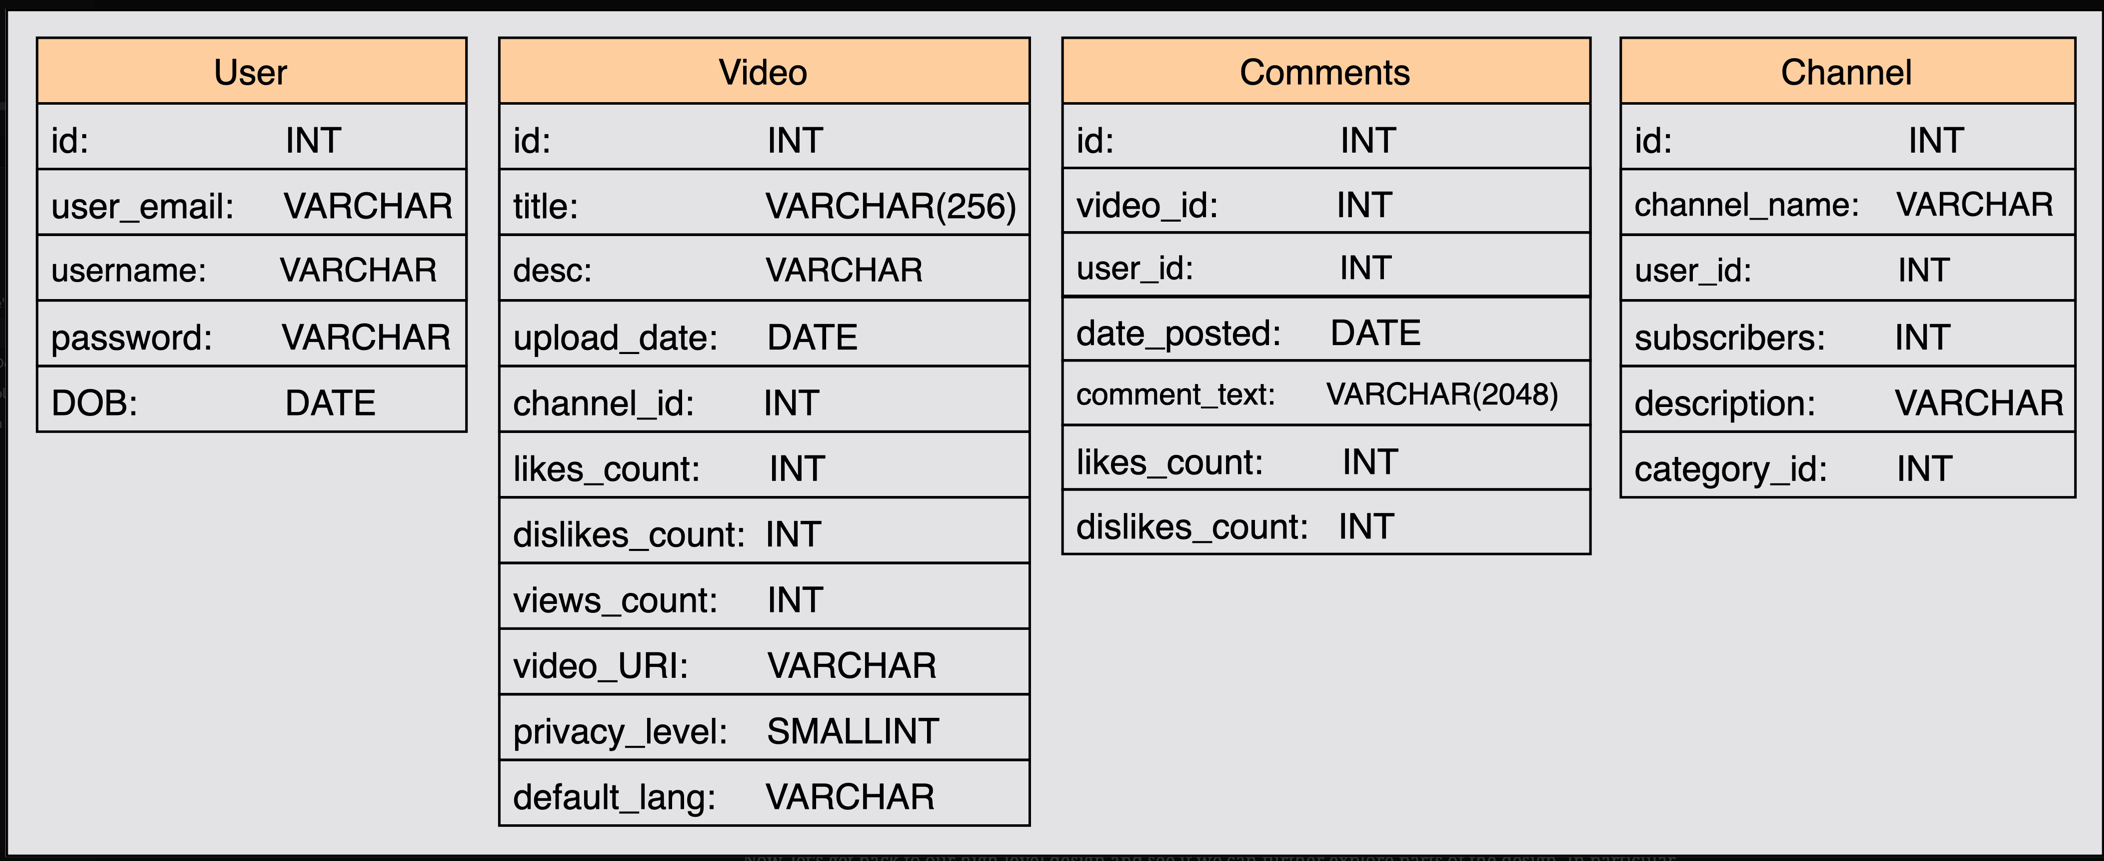 User
id: INT
user_email: VARCHAR
username: VARCHAR
password: VARCHAR
DOB: DATE
Video
id: INT
title: VARCHAR(256)
desc: VARCHAR
upload_date: DATE
channel_id: INT
likes_count: INT
dislikes_count: INT
views_count: INT
video_URI: VARCHAR
privacy_level: SMALLINT
default_lang: VARCHAR
Comments
id: INT
video_id: INT
user_id: INT
date_posted: DATE
comment_text: VARCHAR(2048)
likes_count: INT
dislikes_count: INT
Channel
id: INT
channel_name: VARCHAR
user_id: INT
subscribers: INT
description: VARCHAR
category_id: INT